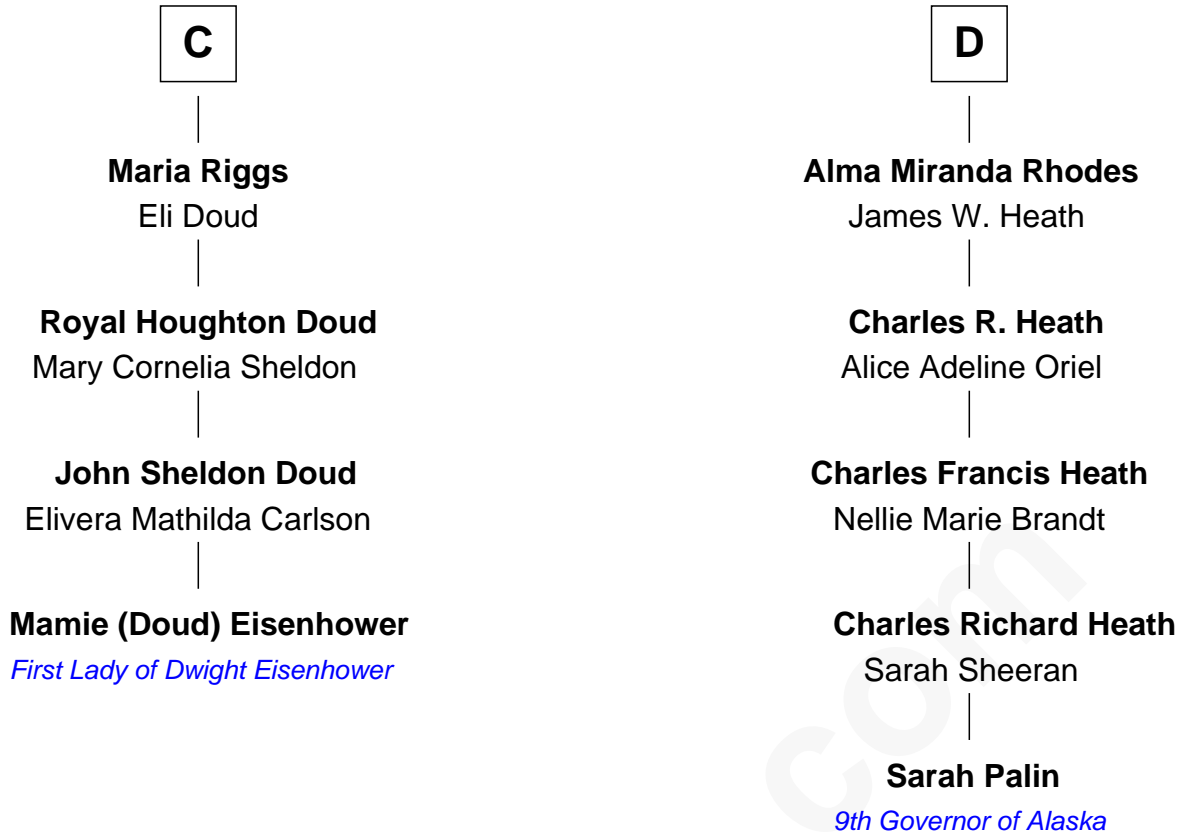 C
Maria Riggs
Eli Doud
Royal Houghton Doud
Mary Cornelia Sheldon
John Sheldon Doud
Elivera Mathilda Carlson
Mamie (Doud) Eisenhower
First Lady of Dwight Eisenhower
D
Alma Miranda Rhodes
James W. Heath
Charles R. Heath
Alice Adeline Oriel
Charles Francis Heath
Nellie Marie Brandt
Charles Richard Heath
Sarah Sheeran
Sarah Palin
9th Governor of Alaska
com